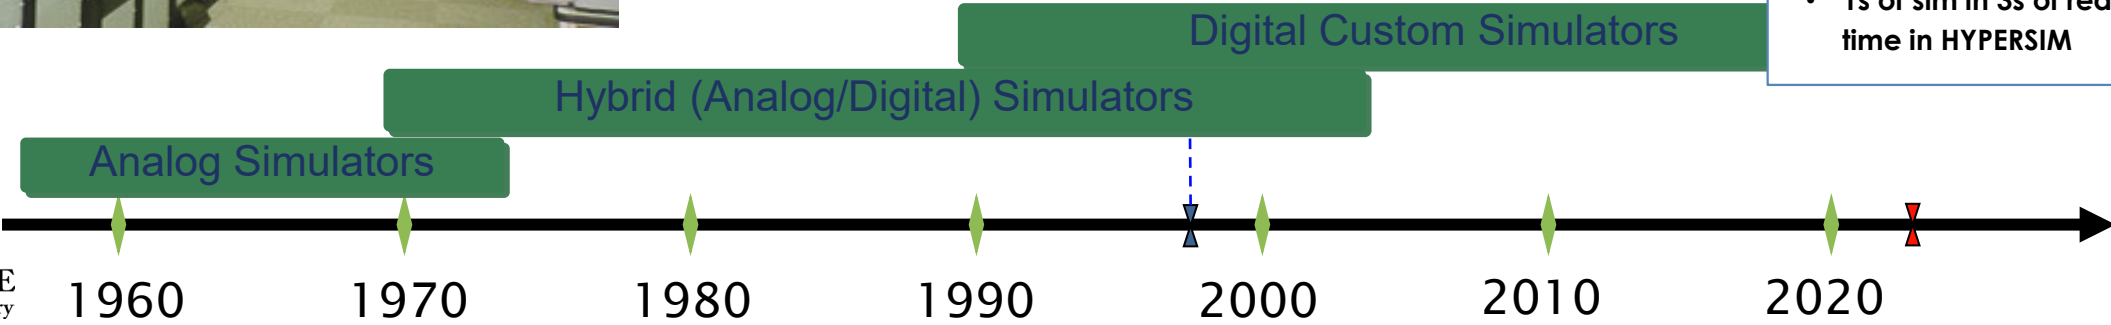 Digital Custom Simulators
time in HYPERSIM
Hybrid (Analog/Digital) Simulators
Analog Simulators
1960 1970 1980 1990 2000 2010 2020